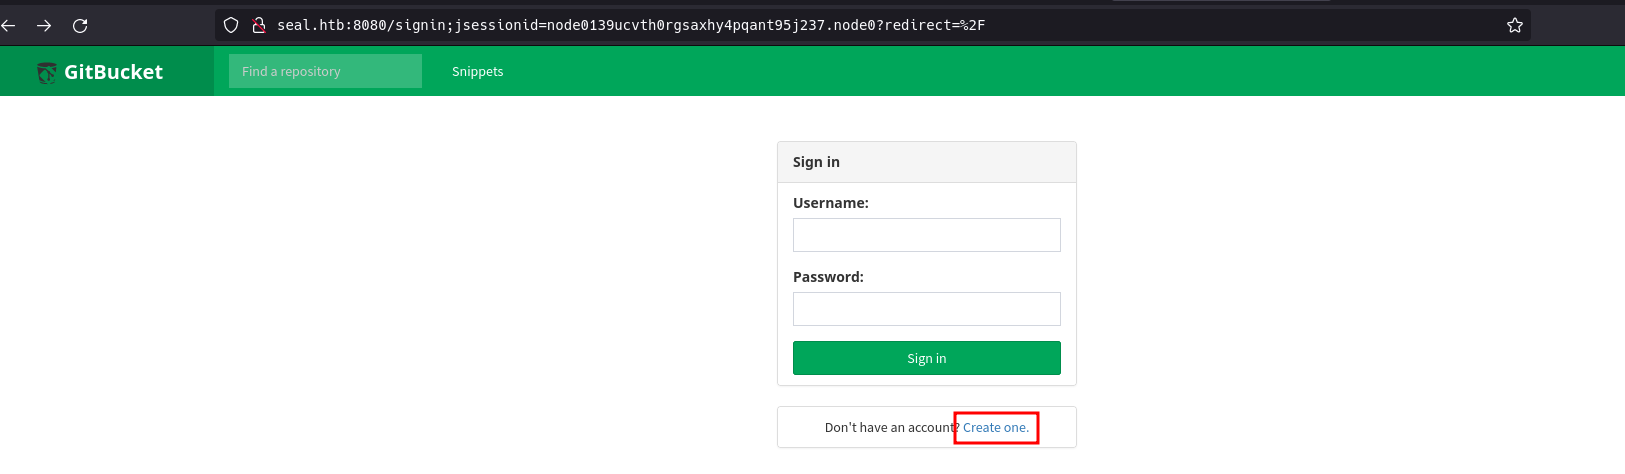 seal.htb:8080/signin;jsessionid=node0139ucvth0rgsaxhy4pqant95j237.node0?redirect=%2F
GitBucket
Find a repository
Snippets
Sign in
Username:
Password:
Sign in
Don't have an account? Create one.